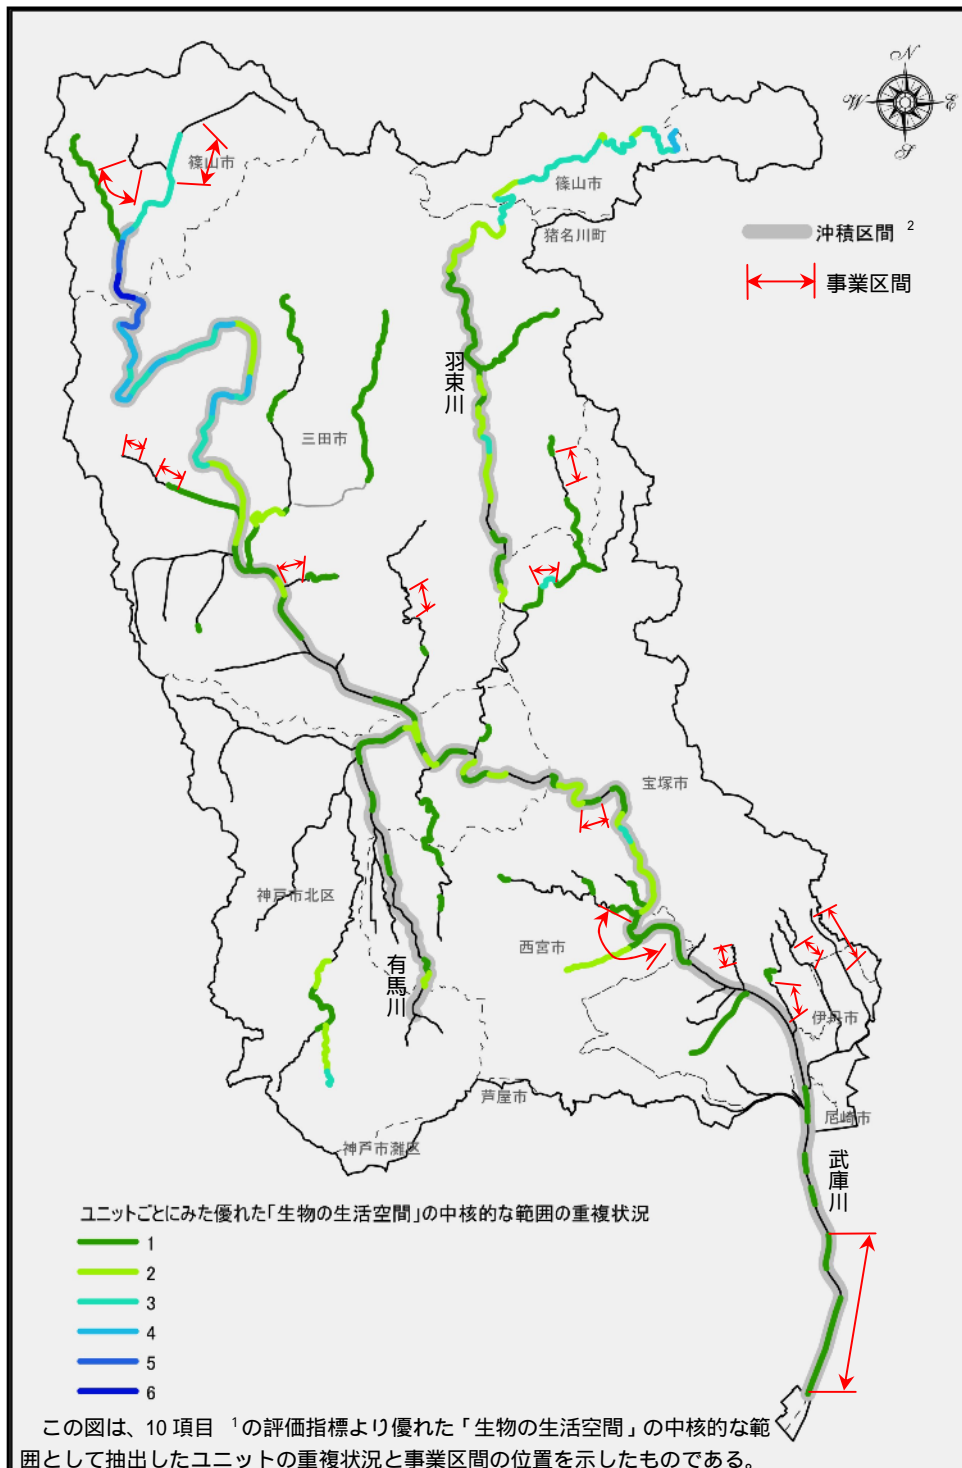 N
W
E
S
篠山市
篠山市
猪名川町
沖積区間 2
事業区間
羽束川
三田市
宝塚市
神戸市北区
西宮市
有馬川
伊丹市
芦屋市
尼崎市
神戸市灘区
武庫川
ユニットごとにみた優れた「生物の生活空間」の中核的な範囲の重複状況
1
2
3
4
5
6
この図は、10 項目 1の評価指標より優れた「生物の生活空間」の中核的な範
囲として抽出したユニットの重複状況と事業区間の位置を示したものである。